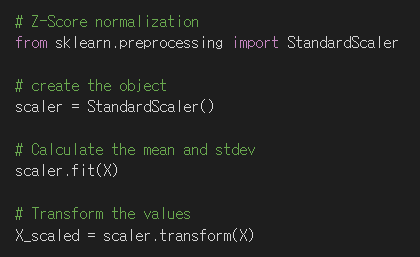 # Z-Score normalization
from sklearn.preprocessing import StandardScaler
# create the object
scaler = StandardScaler()
# Calculate the mean and stdev
scaler.fit(X)
# Transform the values
X_scaled = scaler.transform(X)